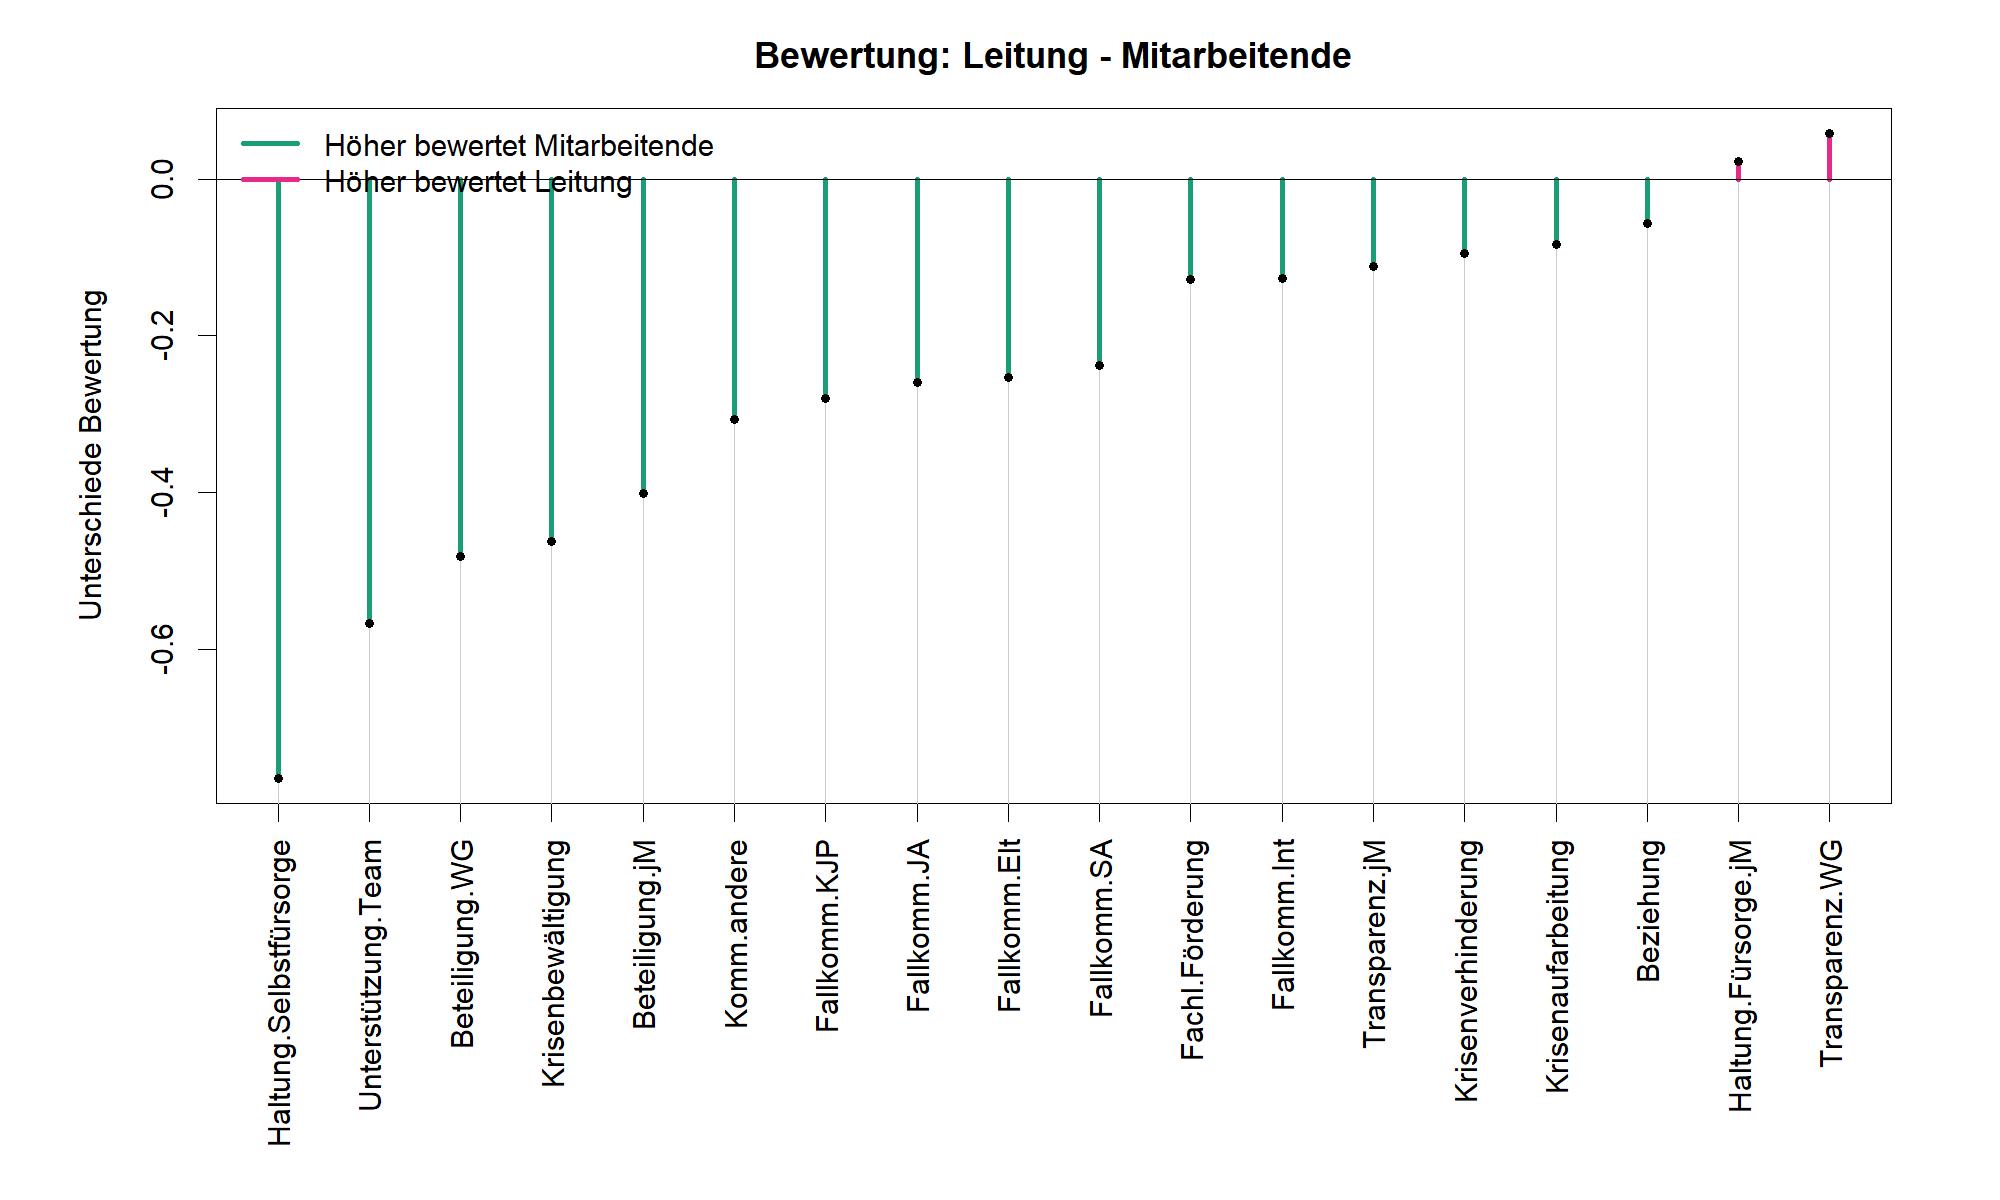 Bewertung: Leitung - Mitarbeitende
Höher bewertet Mitarbeitende
Höher bewertet Leitung
Unterschiede Bewertung
0.0
-0.2
-0.4
-0.6
Haltung.Selbstfürsorge
Unterstützung.Team
Beteiligung.WG
Krisenbewältigung
Beteiligung.jM
Komm.andere
Fallkomm.KJP
Fallkomm.JA
Fallkomm.Elt
Fallkomm.SA
Fachl.Förderung
Fallkomm.Int
Transparenz.jM
Krisenverhinderung
Krisenaufarbeitung
Beziehung
Haltung.Fürsorge.jM
Transparenz.WG